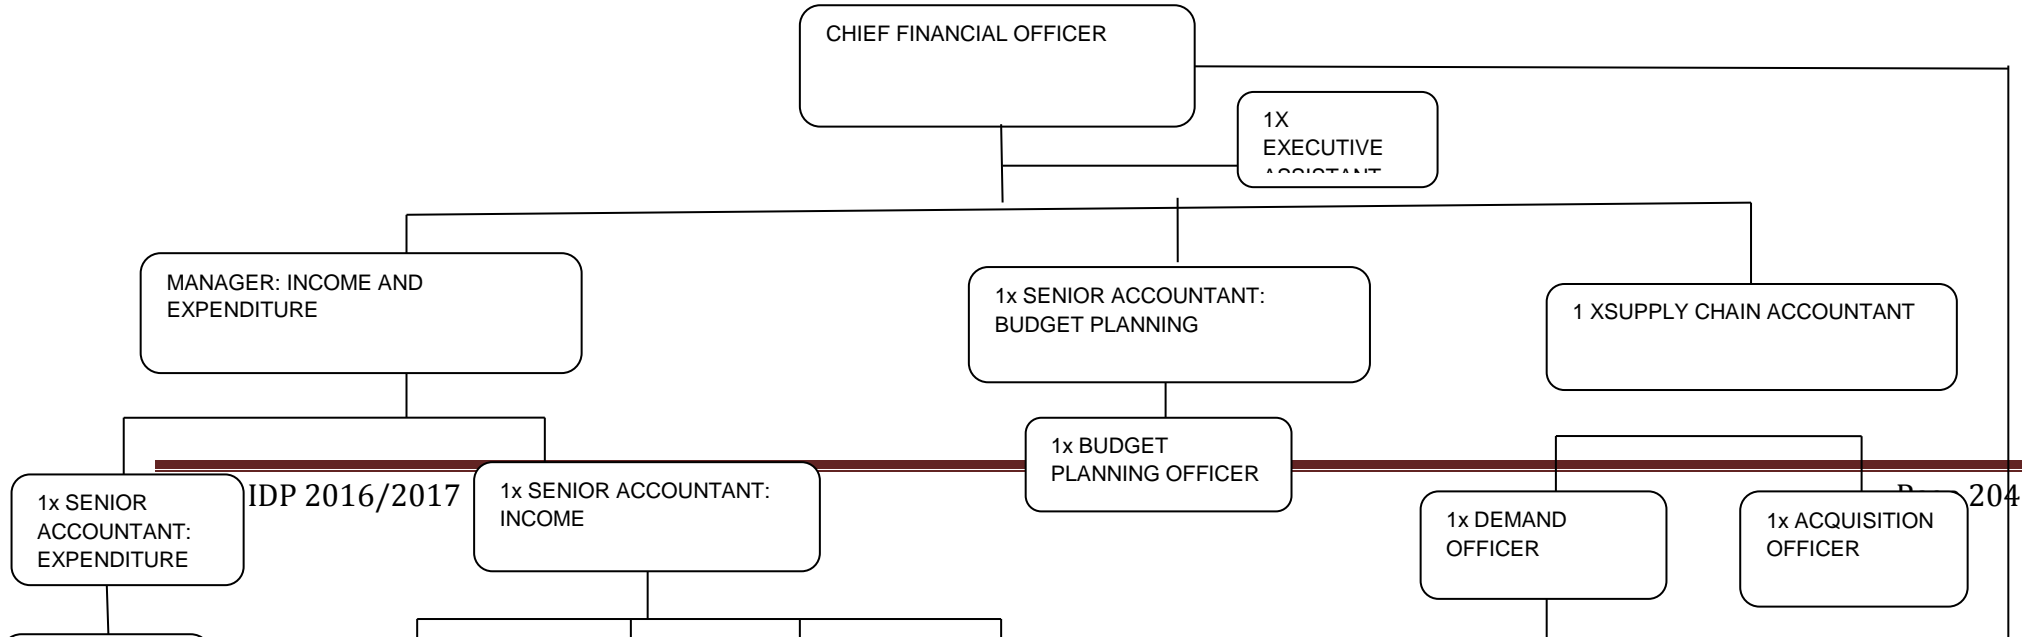 CHIEF FINANCIAL OFFICER
1X
EXECUTIVE
MANAGER: INCOME AND
EXPENDITURE
1x SENIOR ACCOUNTANT:
BUDGET PLANNING
1 XSUPPLY CHAIN ACCOUNTANT
1x BUDGET
PLANNING OFFICER
1x SENIOR
ACCOUNTANT:
EXPENDITURE
IDP 2016/2017
1x SENIOR ACCOUNTANT:
INCOME
1x DEMAND
OFFICER
1x ACQUISITION
OFFICER
204